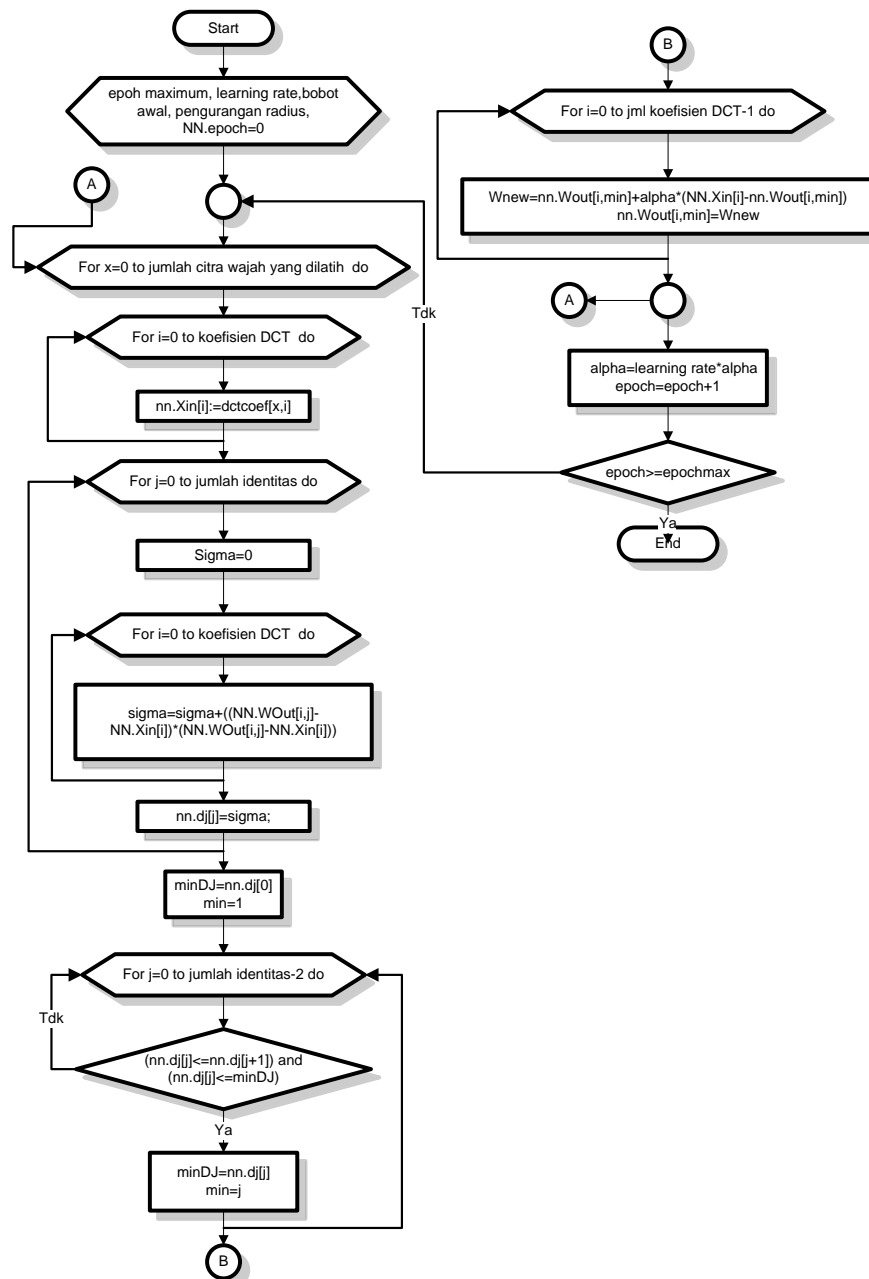 Start
epoh maximum, learning rate,bobot
awal, pengurangan radius,
NN.epoch=0
A
For x=0 to jumlah citra wajah yang dilatih do
For i=0 to koefisien DCT do
nn.Xin[i]:=dctcoef[x,i]
For j=0 to jumlah identitas do
Sigma=0
For i=0 to koefisien DCT do
sigma=sigma+((NN.WOut[i,j]-
NN.Xin[i])*(NN.WOut[i,j]-NN.Xin[i]))
nn.dj[j]=sigma;
minDJ=nn.dj[0]
min=1
For j=0 to jumlah identitas-2 do
Tdk
(nn.dj[j]<=nn.dj[j+1]) and
(nn.dj[j]<=minDJ)
Ya
minDJ=nn.dj[j]
min=j
B
B
For i=0 to jml koefisien DCT-1 do
Wnew=nn.Wout[i,min]+alpha*(NN.Xin[i]-nn.Wout[i,min])
nn.Wout[i,min]=Wnew
A
Tdk
alpha=learning rate*alpha
epoch=epoch+1
epoch>=epochmax
Ya
End